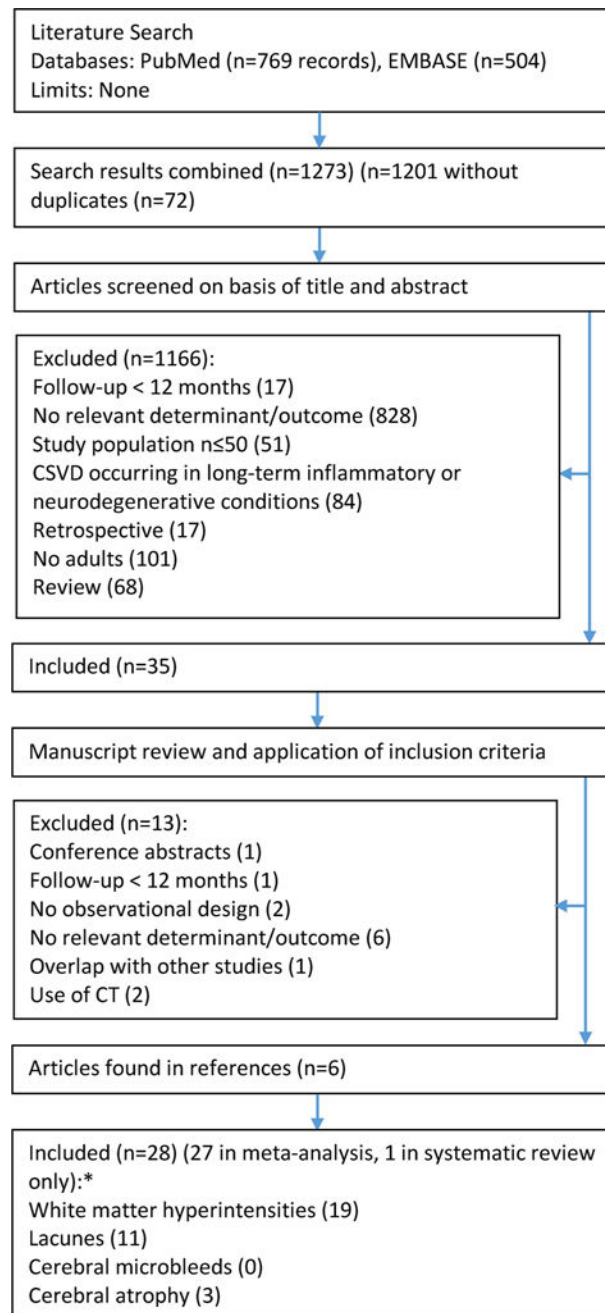 Literature Search
Databases: PubMed (n=769 records), EMBASE (n=504)
Limits: None
Search results combined (n=1273) (n=1201 without
duplicates (n=72)
Articles screened on basis of title and abstract
Excluded (n=1166):
Follow-up < 12 months (17)
No relevant determinant/outcome (828)
Study population n≤50 (51)
CSVD occurring in long-term inflammatory or
neurodegenerative conditions (84)
Retrospective (17)
No adults (101)
Review (68)
Included (n=35)
Manuscript review and application of inclusion criteria
Excluded (n=13):
Conference abstracts (1)
Follow-up < 12 months (1)
No observational design (2)
No relevant determinant/outcome (6)
Overlap with other studies (1)
Use of CT (2)
Articles found in references (n=6)
Included (n=28) (27 in meta-analysis, 1 in systematic review
only):*
White matter hyperintensities (19)
Lacunes (11)
Cerebral microbleeds (0)
Cerebral atrophy (3)